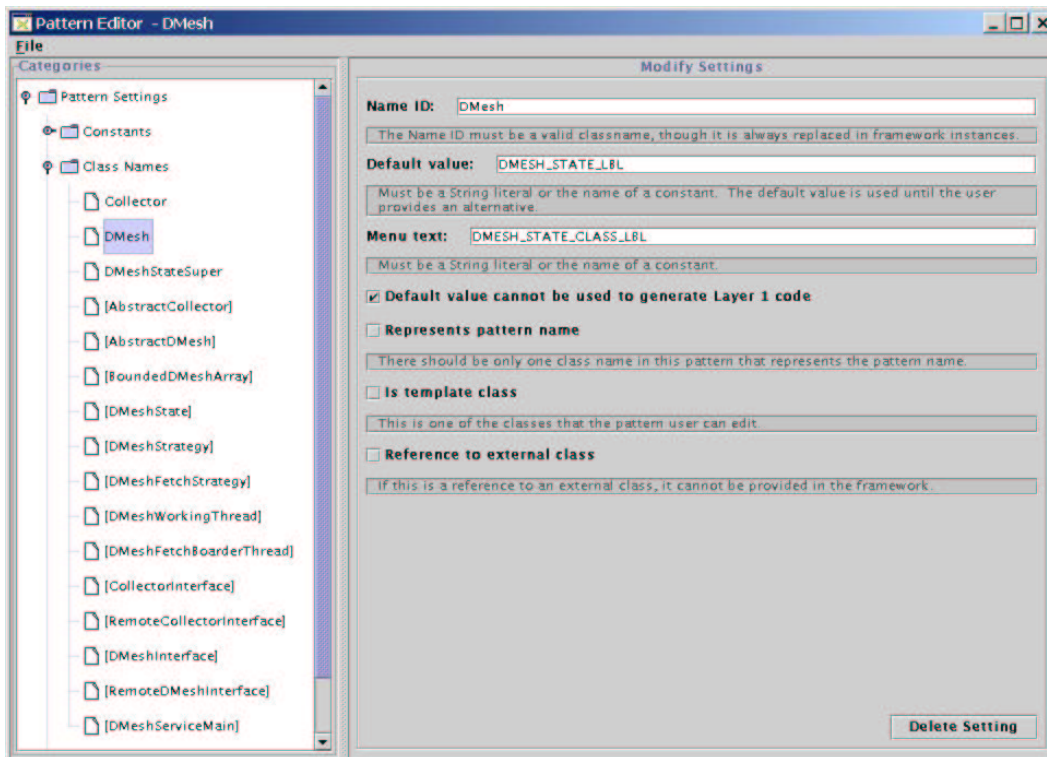 Pattern Editor - DMesh
File
Categories
Pattern Settings
Constants
Class Names
Collector
DMesh
DMeshStateSuper
[AbstractCollector]
[AbstractDMesh]
[BoundedDMeshArray]
[DMeshState]
[DMeshStrategy]
[DMeshFetchStrategy]
[DMeshWorkingThread]
[DMeshFetchBoarderThread]
[CollectorInterface]
[RemoteCollectorInterface]
[DMeshInterface]
[RemoteDMeshInterface]
[DMeshServiceMain]
Modify Settings
Name ID: DMesh
The Name ID must be a valid classname, though it is always replaced in framework instances.
Default value: DMESH_STATE_LBL
Must be a String literal or the name of a constant. The default value is used until the user
provides an alternative.
Menu text: DMESH_STATE_CLASS_LBL
Must be a String literal or the name of a constant.
Default value cannot be used to generate Layer 1 code
Represents pattern name
There should be only one class name in this pattern that represents the pattern name.
Is template class
This is one of the classes that the pattern user can edit.
Reference to external class
If this is a reference to an external class, it cannot be provided in the framework.
Delete Setting